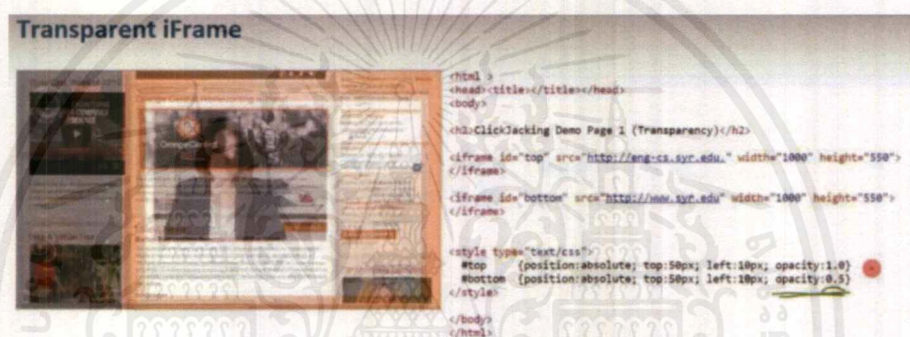 Transparent iFrame
<html >
<head><title></title></head>
<body>
<h2>ClickJacking Demo Page 1 (Transparency)</h2>
<iframe id="top" src="http://eng-cs.syr.edu." width="1000" height="550">
</iframe>
<iframe id="bottom" src="http://www.syr.edu" width="1000" height="550">
</iframe>
<style type="text/css">
#top {position:absolute; top:50px; left:10px; opacity:1.0}
#bottom {position:absolute; top:50px; left:10px; opacity:0.5}
</style>
</body>
</html>